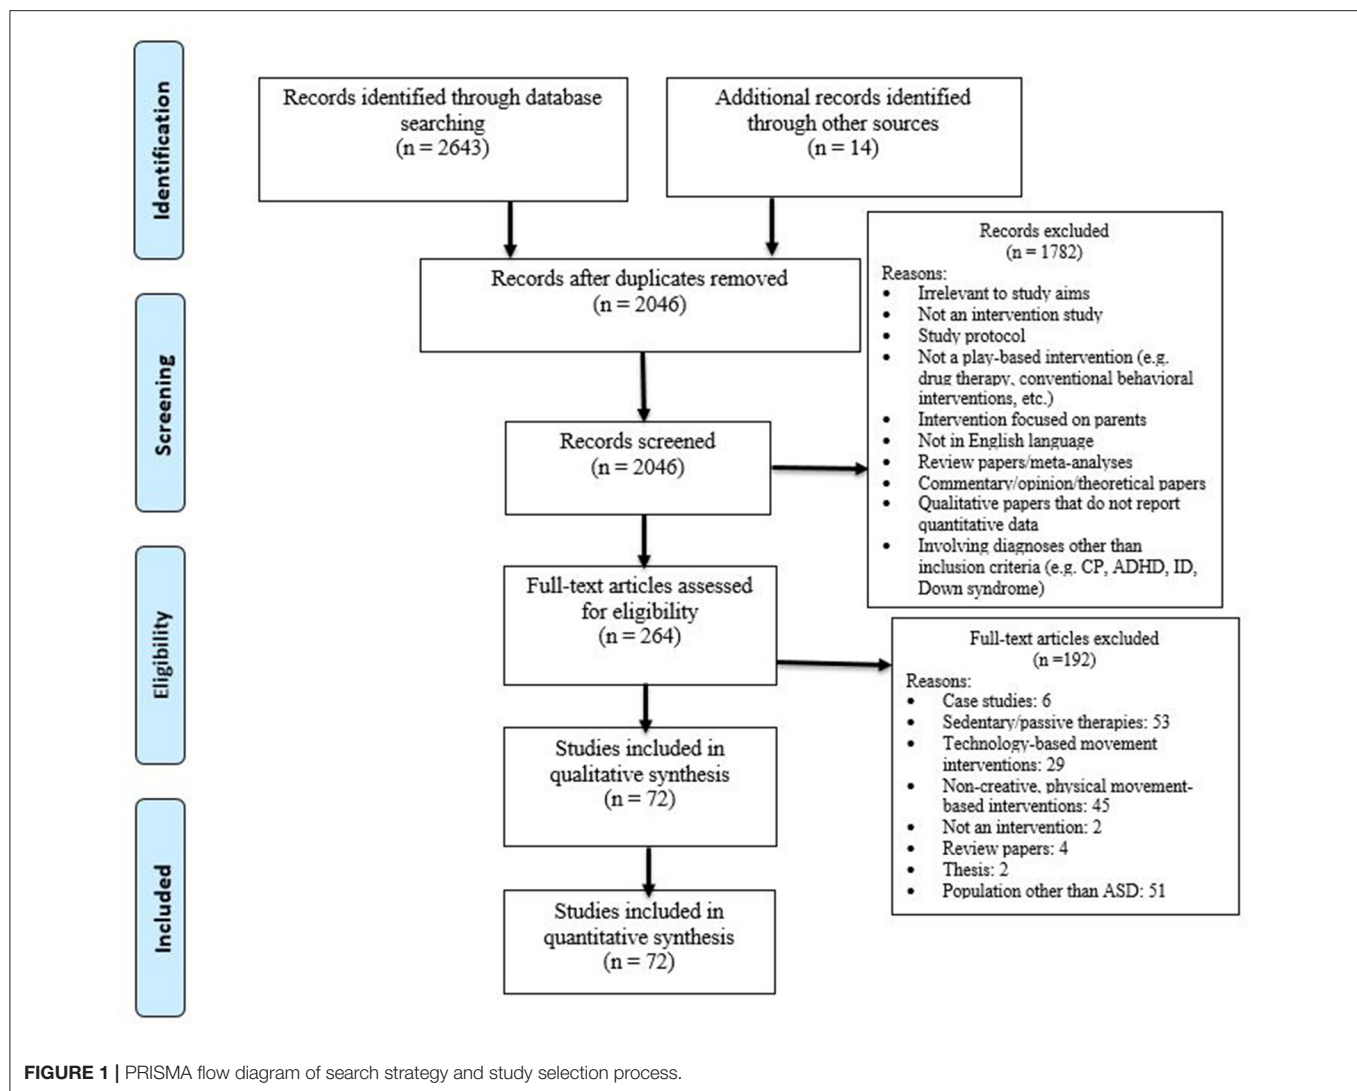 Identification
Records identified through database
searching
(n = 2643)
Additional records identified
through other sources
(n = 14)
Records after duplicates removed
(n = 2046)
Screening
Records screened
(n = 2046)
Records excluded
(n = 1782)
Reasons:
• Irrelevant to study aims
• Not an intervention study
• Study protocol
• Not a play-based intervention (e.g.
drug therapy, conventional behavioral
interventions, etc.)
• Intervention focused on parents
• Not in English language
• Review papers/meta-analyses
• Commentary/opinion/theoretical papers
• Qualitative papers that do not report
quantitative data
• Involving diagnoses other than
inclusion criteria (e.g. CP, ADHD, ID,
Down syndrome)
Eligibility
Full-text articles assessed
for eligibility
(n = 264)
Full-text articles excluded
(n =192)
Reasons:
• Case studies: 6
• Sedentary/passive therapies: 53
• Technology-based movement
interventions: 29
• Non-creative, physical movement-
based interventions: 45
• Not an intervention: 2
• Review papers: 4
• Thesis: 2
• Population other than ASD: 51
Studies included in
qualitative synthesis
(n = 72)
Included
Studies included in
quantitative synthesis
(n = 72)
FIGURE 1 | PRISMA flow diagram of search strategy and study selection process.